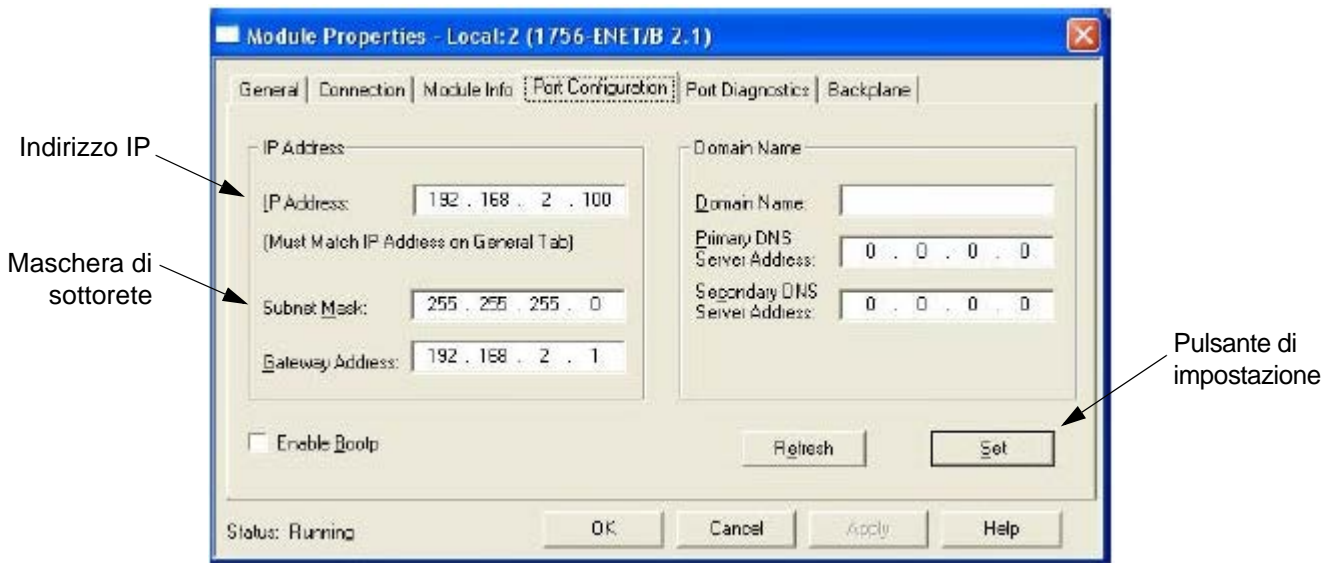 Module Properties - Local:2 (1756-ENET/B 2.1)
General
Connection
Module Info
Port Configuration
Port Diagnostics
Backplane
Indirizzo IP
IP Address
IP Address:
192 . 168 . 2 . 100
(Must Match IP Address on General Tab)
Maschera di
sottorete
Subnet Mask:
255 . 255 . 255 . 0
Gateway Address:
192 . 168 . 2 . 1
Domain Name
Domain Name:
Primary DNS
Server Address:
0 . 0 . 0 . 0
Secondary DNS
Server Address:
0 . 0 . 0 . 0
Pulsante di
impostazione
Enable Bootp
Refresh
Set
Status: Running
OK
Cancel
Apply
Help